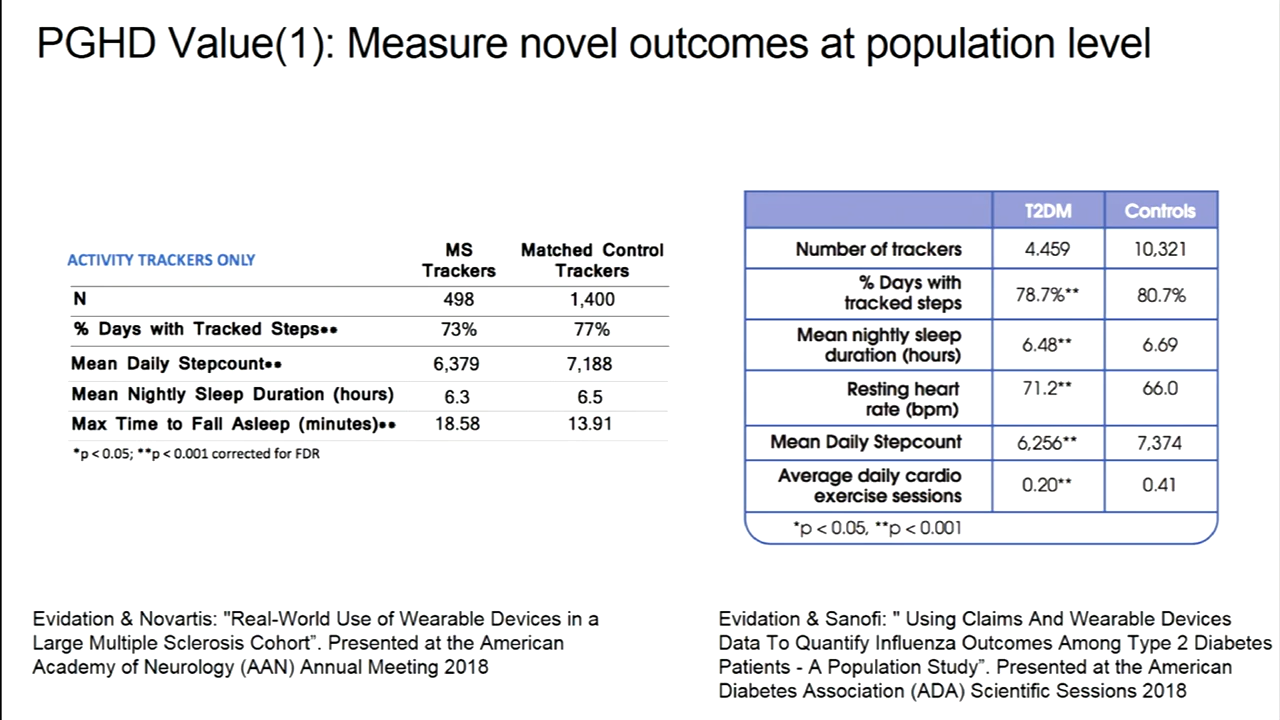 PGHD Value(1): Measure novel outcomes at population level
ACTIVITY TRACKERS ONLY
MS Trackers
Matched Control Trackers
N 498 1,400
% Days with Tracked Steps•• 73% 77%
Mean Daily Stepcount•• 6,379 7,188
Mean Nightly Sleep Duration (hours) 6.3 6.5
Max Time to Fall Asleep (minutes)•• 18.58 13.91
*p < 0.05; **p < 0.001 corrected for FDR
T2DM Controls
Number of trackers 4.459 10,321
% Days with
tracked steps 78.7%** 80.7%
Mean nightly sleep
duration (hours) 6.48** 6.69
Resting heart
rate (bpm) 71.2** 66.0
Mean Daily Stepcount 6,256** 7,374
Average daily cardio
exercise sessions 0.20** 0.41
*p < 0.05, **p < 0.001
Evidation & Novartis: "Real-World Use of Wearable Devices in a
Large Multiple Sclerosis Cohort”. Presented at the American
Academy of Neurology (AAN) Annual Meeting 2018
Evidation & Sanofi: " Using Claims And Wearable Devices
Data To Quantify Influenza Outcomes Among Type 2 Diabetes
Patients - A Population Study”. Presented at the American
Diabetes Association (ADA) Scientific Sessions 2018